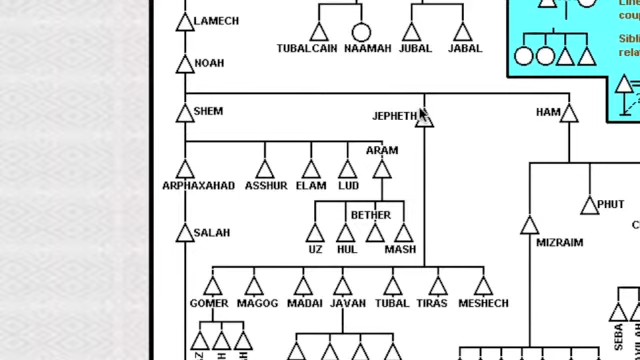 LAMECH
TUBALCAIN NAAMAH JUBAL JABAL
NOAH
SHEM
JEPHETH
HAM
ARAM
ARPHAXAHAD ASSHUR ELAM LUD
PHUT
BETHER
SALAH
UZ HUL MASH
MIZRAIM
GOMER MAGOG MADAI JAVAN TUBAL TIRAS MESHECH
SEBA